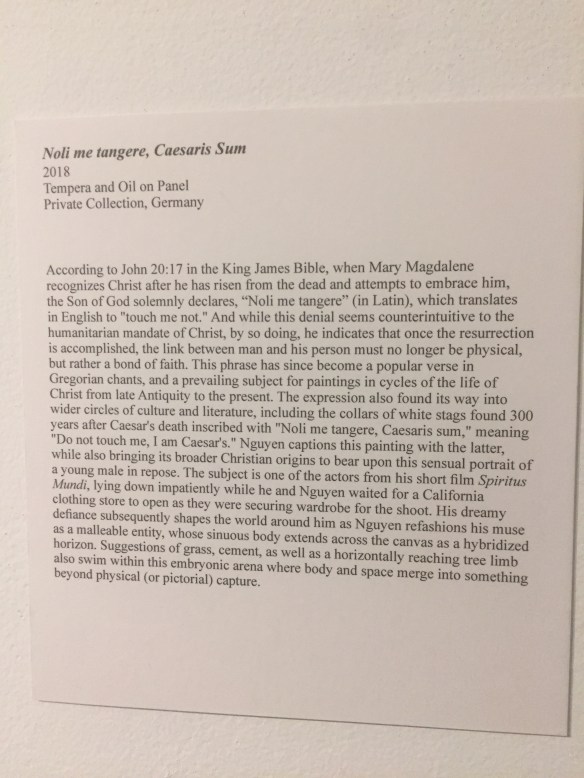 Noli me tangere, Caesaris Sum
2018
Tempera and Oil on Panel
Private Collection, Germany
According to John 20:17 in the King James Bible, when Mary Magdalene
recognizes Christ after he has risen from the dead and attempts to embrace him,
the Son of God solemnly declares, “Noli me tangere” (in Latin), which translates
in English to "touch me not." And while this denial seems counterintuitive to the
humanitarian mandate of Christ, by so doing, he indicates that once the resurrection
is accomplished, the link between man and his person must no longer be physical,
but rather a bond of faith. This phrase has since become a popular verse in
Gregorian chants, and a prevailing subject for paintings in cycles of the life of
Christ from late Antiquity to the present. The expression also found its way into
wider circles of culture and literature, including the collars of white stags found 300
years after Caesar's death inscribed with "Noli me tangere, Caesaris sum," meaning
"Do not touch me, I am Caesar's." Nguyen captions this painting with the latter,
while also bringing its broader Christian origins to bear upon this sensual portrait of
a young male in repose. The subject is one of the actors from his short film Spiritus
Mundi, lying down impatiently while he and Nguyen waited for a California
clothing store to open as they were securing wardrobe for the shoot. His dreamy
defiance subsequently shapes the world around him as Nguyen refashions his muse
as a malleable entity, whose sinuous body extends across the canvas as a hybridized
horizon. Suggestions of grass, cement, as well as a horizontally reaching tree limb
also swim within this embryonic arena where body and space merge into something
beyond physical (or pictorial) capture.